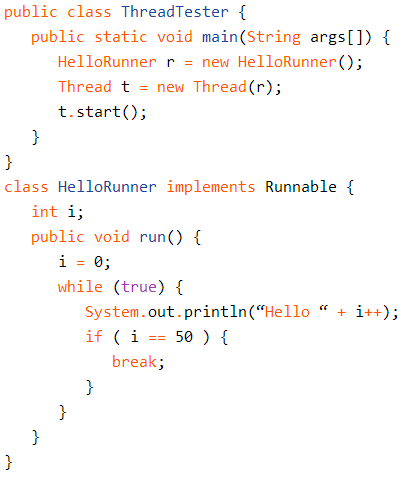 public class ThreadTester {
public static void main(String args[]) {
HelloRunner r = new HelloRunner();
Thread t = new Thread(r);
t.start();
}
}
class HelloRunner implements Runnable {
int i;
public void run() {
i = 0;
while (true) {
System.out.println(“Hello “ + i++);
if ( i == 50 ) {
break;
}
}
}
}